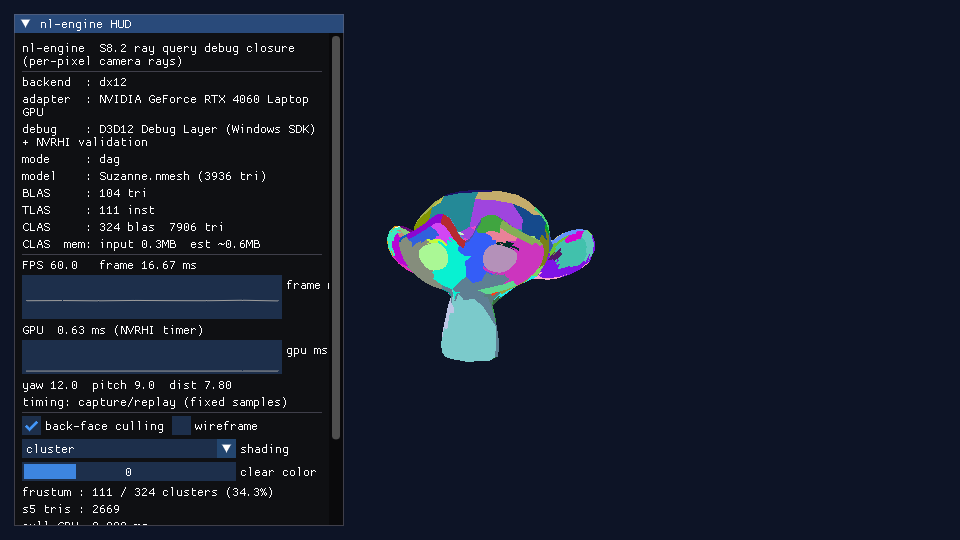 nl-engine HUD
nl-engine  S8.2 ray query debug closure
(per-pixel camera rays)
backend  : dx12
adapter  : NVIDIA GeForce RTX 4060 Laptop
GPU
debug    : D3D12 Debug Layer (Windows SDK)
+ NVRHI validation
mode     : dag
model    : Suzanne.nmesh (3936 tri)
BLAS     : 104 tri
TLAS     : 111 inst
CLAS     : 324 blas  7906 tri
CLAS  mem: input 0.3MB  est ~0.6MB
FPS 60.0   frame 16.67 ms
frame
GPU  0.63 ms (NVRHI timer)
gpu ms
yaw 12.0  pitch 9.0  dist 7.80
timing: capture/replay (fixed samples)
back-face culling  wireframe
cluster  shading
0  clear color
frustum : 111 / 324 clusters (34.3%)
s5 tris : 2669